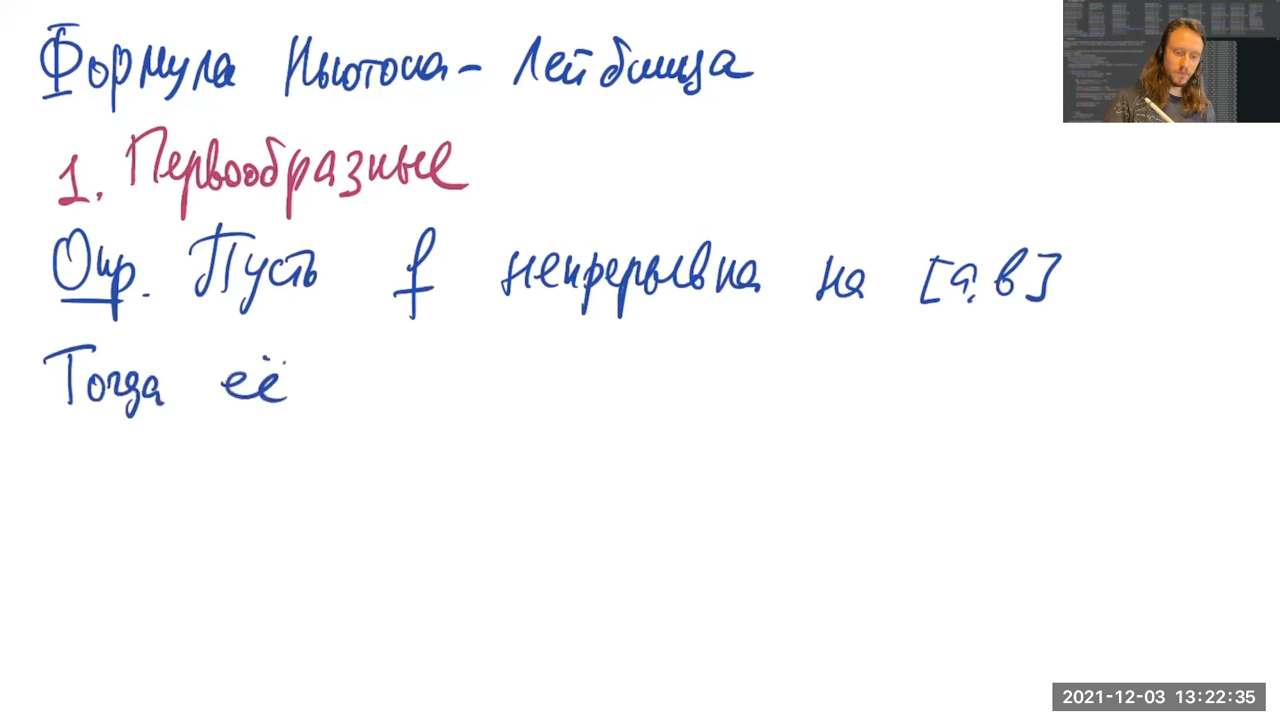 Формула Ньютона - Лейбница
1. Первообразные
Опр. Пусть f непрерывна на [a, b]
Тогда её
2021-12-03 13:22:35